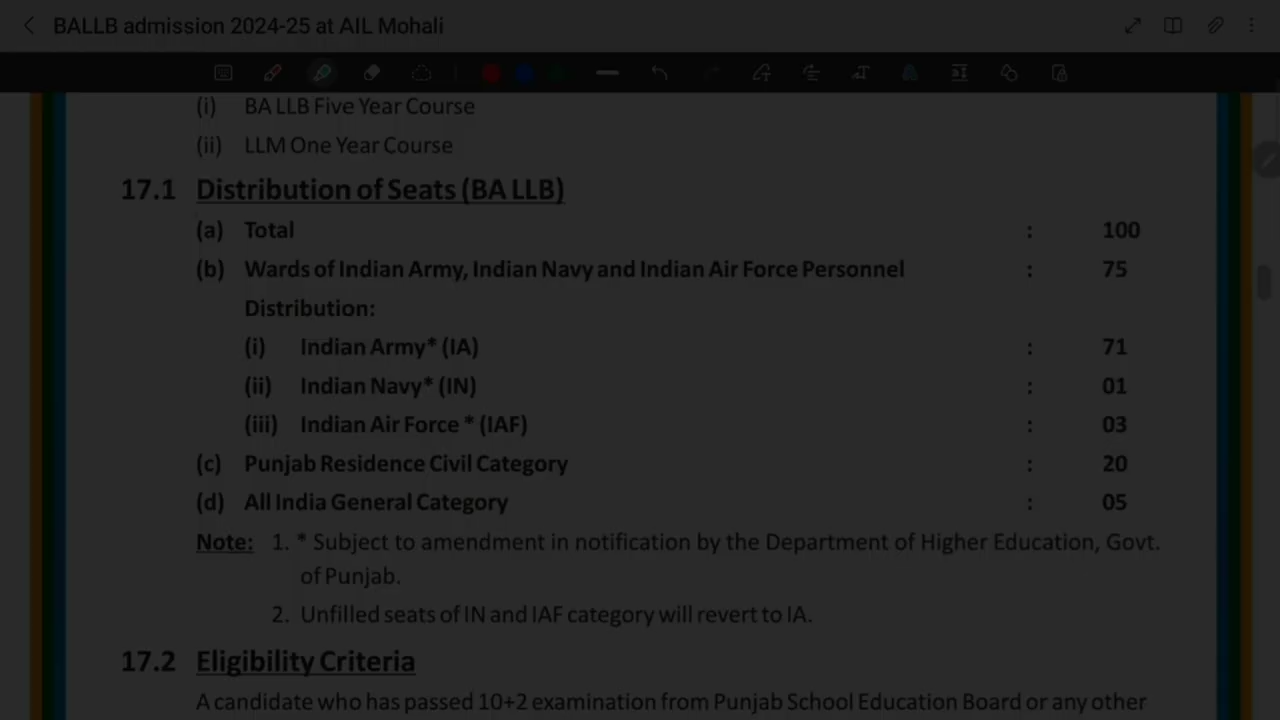 BALLB admission 2024-25 at AIL Mohali
(i) BA LLB Five Year Course
(ii) LLM One Year Course
17.1 Distribution of Seats (BA LLB)
(a) Total : 100
(b) Wards of Indian Army, Indian Navy and Indian Air Force Personnel : 75
Distribution:
(i) Indian Army* (IA) : 71
(ii) Indian Navy* (IN) : 01
(iii) Indian Air Force * (IAF) : 03
(c) Punjab Residence Civil Category : 20
(d) All India General Category : 05
Note: 1. * Subject to amendment in notification by the Department of Higher Education, Govt.
of Punjab.
2. Unfilled seats of IN and IAF category will revert to IA.
17.2 Eligibility Criteria
A candidate who has passed 10+2 examination from Punjab School Education Board or any other